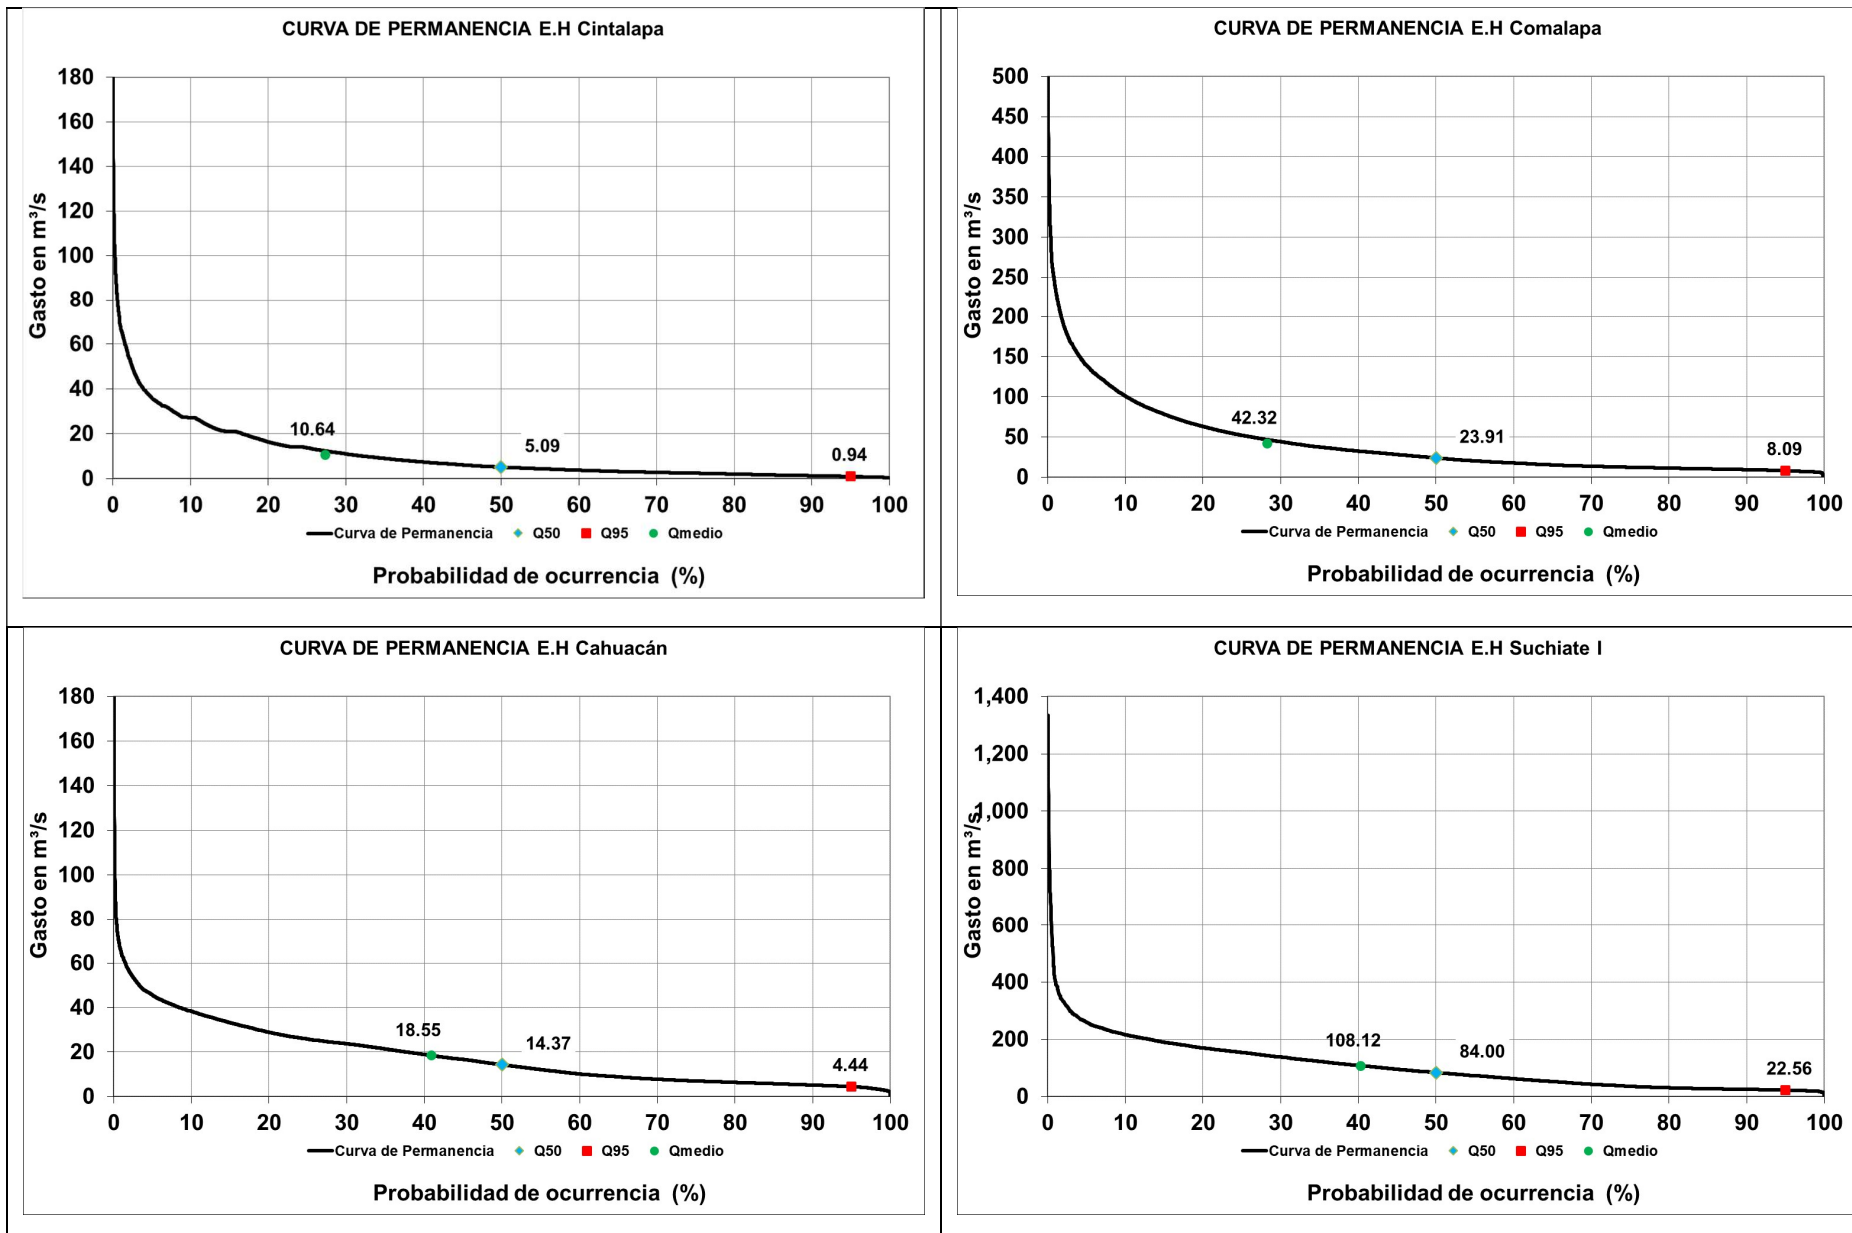 CURVA DE PERMANENCIA E.H Cintalapa
Gasto en m³/s
180
160
140
120
100
80
60
40
20
0
10.64
5.09
0.94
0 10 20 30 40 50 60 70 80 90 100
Curva de Permanencia Q50 Q95 Qmedio
Probabilidad de ocurrencia (%)
CURVA DE PERMANENCIA E.H Comalapa
Gasto en m³/s
500
450
400
350
300
250
200
150
100
50
0
42.32
23.91
8.09
0 10 20 30 40 50 60 70 80 90 100
Curva de Permanencia Q50 Q95 Qmedio
Probabilidad de ocurrencia (%)
CURVA DE PERMANENCIA E.H Cahuacán
Gasto en m³/s
180
160
140
120
100
80
60
40
20
0
18.55
14.37
4.44
0 10 20 30 40 50 60 70 80 90 100
Curva de Permanencia Q50 Q95 Qmedio
Probabilidad de ocurrencia (%)
CURVA DE PERMANENCIA E.H Suchiate I
Gasto en m³/s
1,400
1,200
1,000
800
600
400
200
0
108.12
84.00
22.56
0 10 20 30 40 50 60 70 80 90 100
Curva de Permanencia Q50 Q95 Qmedio
Probabilidad de ocurrencia (%)